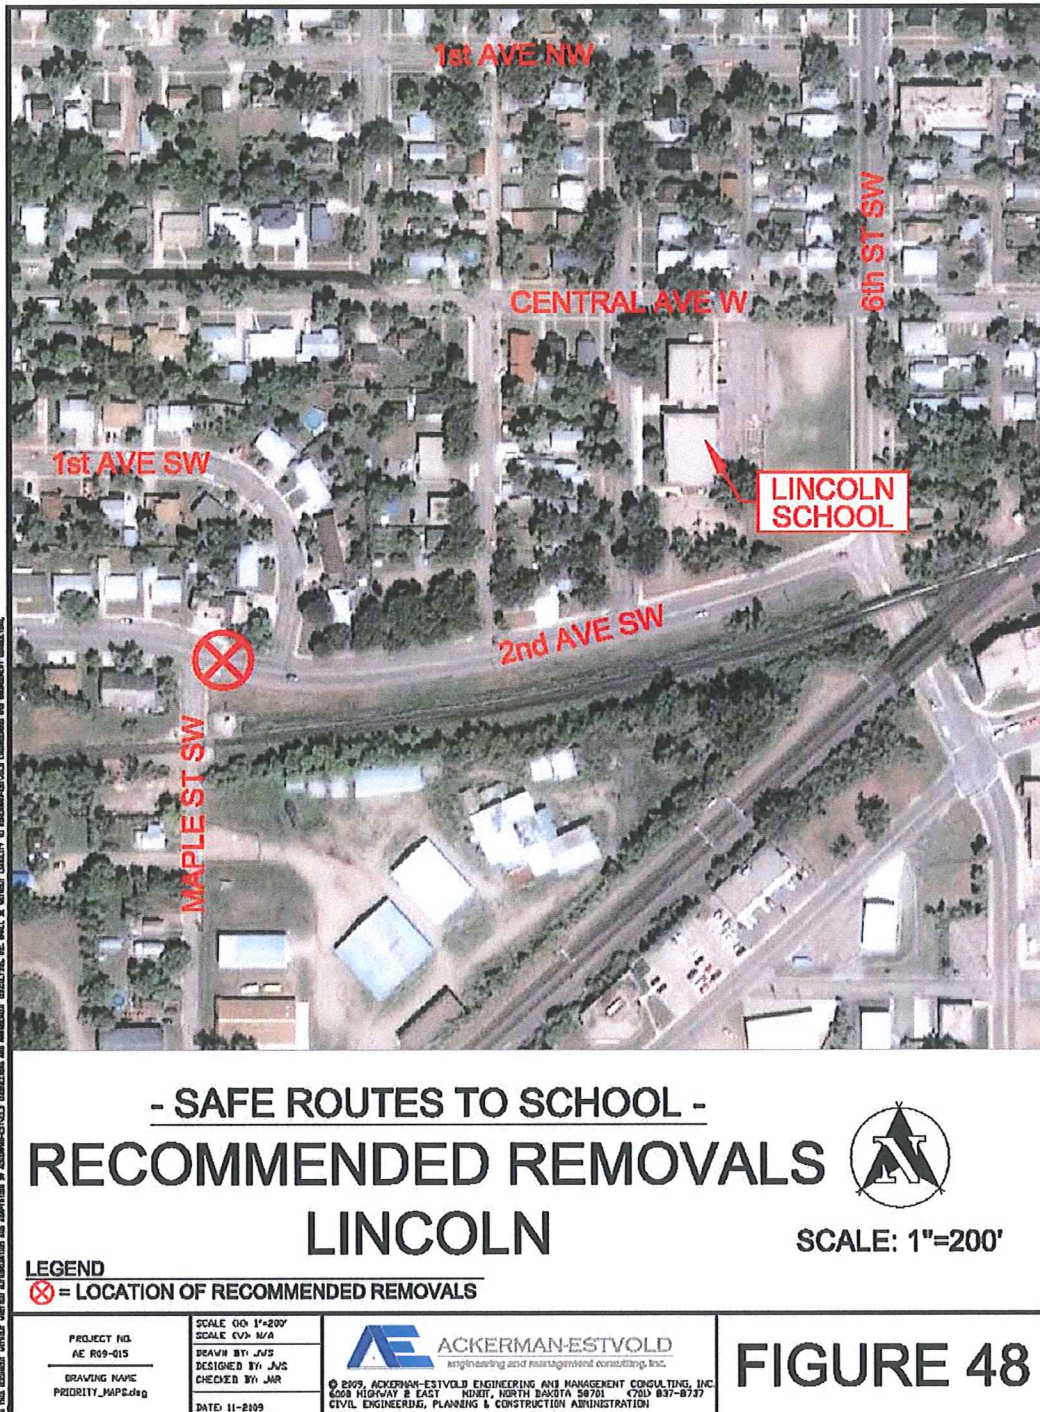 1st AVE NW
6th ST SW
CENTRAL AVE W
1st AVE SW
LINCOLN
SCHOOL
2nd AVE SW
MAPLE ST SW
- SAFE ROUTES TO SCHOOL -
RECOMMENDED REMOVALS
LINCOLN
N
SCALE: 1"=200'
LEGEND
= LOCATION OF RECOMMENDED REMOVALS
PROJECT NO.
AE R09-015
DRAWING NAME
PRIORITY_MAPS.dwg
SCALE (H): 1"=200'
SCALE (V): N/A
DRAWN BY: JVS
DESIGNED BY: JVS
CHECKED BY: JAR
DATE: 11-2109
AE ACKERMAN-ESTVOLD
engineering and management consulting, inc.
© 2009, ACKERMAN-ESTVOLD ENGINEERING AND MANAGEMENT CONSULTING, INC.
6008 HIGHWAY 2 EAST MINOT, NORTH DAKOTA 58701 (701) 837-8737
CIVIL ENGINEERING, PLANNING & CONSTRUCTION ADMINISTRATION
FIGURE 48